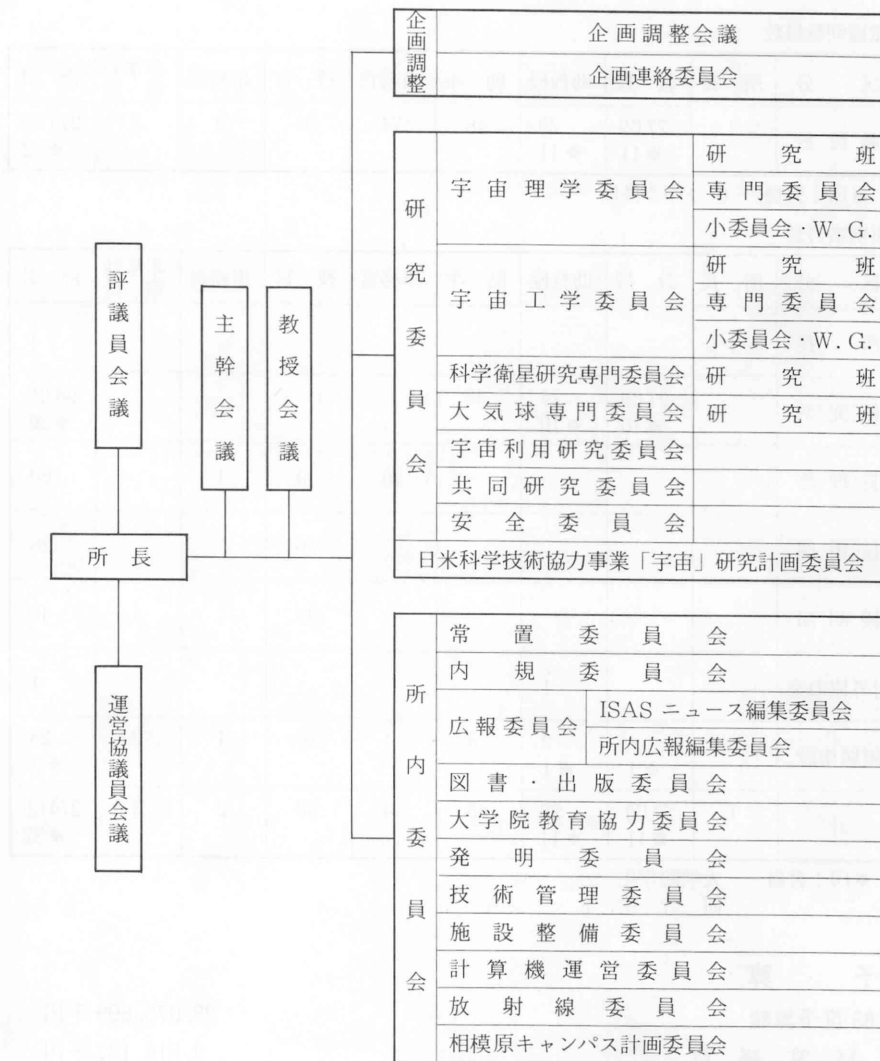 企画調整
企画調整会議
企画連絡委員会
研究委員会
宇宙理学委員会
研究班
専門委員会
小委員会・W.G.
宇宙工学委員会
研究班
専門委員会
小委員会・W.G.
科学衛星研究専門委員会 研究班
大気球専門委員会 研究班
宇宙利用研究委員会
共同研究委員会
安全委員会
日米科学技術協力事業「宇宙」研究計画委員会
評議員会議
主幹会議
教授会議
所長
運営協議員会議
所内委員会
常置委員会
内規委員会
広報委員会
ISAS ニュース編集委員会
所内広報編集委員会
図書・出版委員会
大学院教育協力委員会
発明委員会
技術管理委員会
施設整備委員会
計算機運営委員会
放射線委員会
相模原キャンパス計画委員会